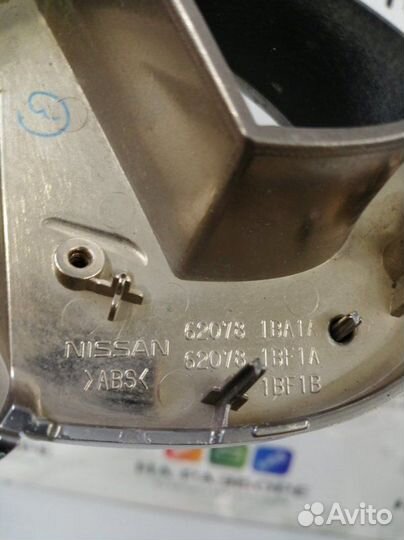 62078 1BA1A
NISSAN 62078 1BF1A
>ABS< 1BF1B
Avito